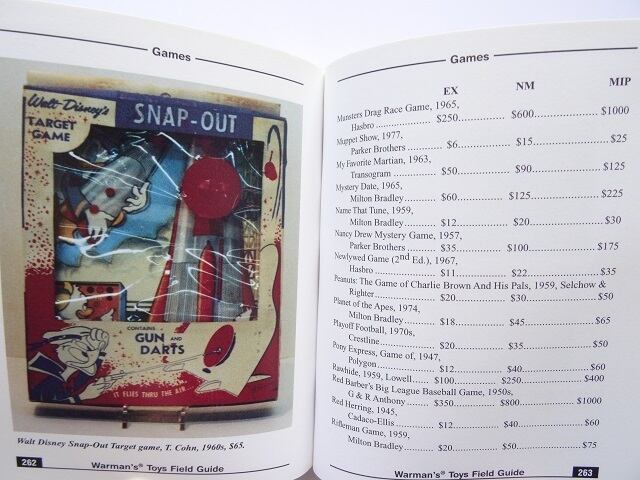 Games
Walt Disney's
TARGET
GAME
SNAP-OUT
CONTAINS
GUN AND
DARTS
IT FLIES THRU THE AIR....
Walt Disney Snap-Out Target game, T. Cohn, 1960s, $65.
262
Warman's® Toys Field Guide
Games
EX NM MIP
Munsters Drag Race Game, 1965,
Hasbro .................... $250 ................ $600 ................ $1000
Muppet Show, 1977,
Parker Brothers .................... $6 ................ $15 ................ $25
My Favorite Martian, 1963,
Transogram .................... $50 ................ $90 ................ $125
Mystery Date, 1965,
Milton Bradley .................... $60 ................ $125 ................ $225
Name That Tune, 1959,
Milton Bradley .................... $12 ................ $20 ................ $30
Nancy Drew Mystery Game, 1957,
Parker Brothers .................... $35 ................ $100 ................ $175
Newlywed Game (2nd Ed.), 1967,
Hasbro .................... $11 ................ $22 ................ $35
Peanuts: The Game of Charlie Brown And His Pals, 1959, Selchow &
Righter .................... $20 ................ $30 ................ $50
Planet of the Apes, 1974,
Milton Bradley .................... $18 ................ $45 ................ $65
Playoff Football, 1970s,
Crestline .................... $20 ................ $35 ................ $50
Pony Express, Game of, 1947,
Polygon .................... $12 ................ $40 ................ $60
Rawhide, 1959, Lowell ........ $100 ................ $250 ................ $400
Red Barber's Big League Baseball Game, 1950s,
G & R Anthony ............ $350 ................ $800 ................ $1000
Red Herring, 1945,
Cadaco-Ellis .................... $12 ................ $40 ................ $60
Rifleman Game, 1959,
Milton Bradley .................... $20 ................ $50 ................ $75
Warman's® Toys Field Guide
263